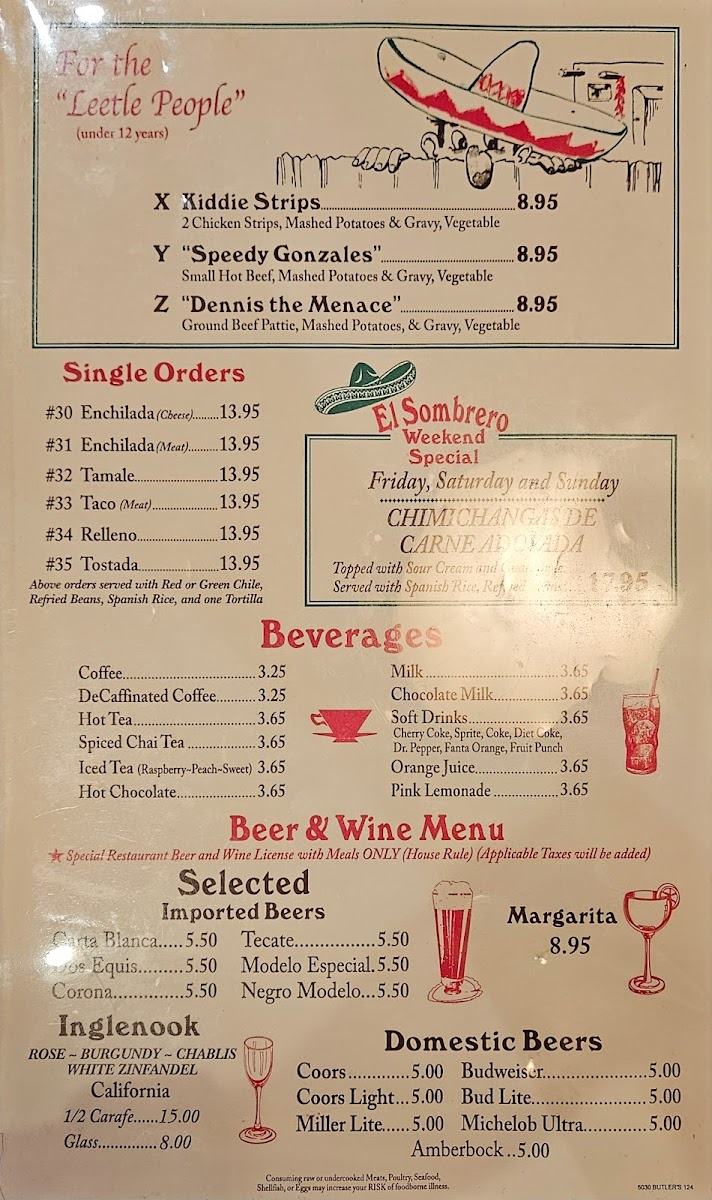 For the
"Leetle People"
(under 12 years)
X Kiddie Strips..........8.95
2 Chicken Strips, Mashed Potatoes & Gravy, Vegetable
Y "Speedy Gonzales"..........8.95
Small Hot Beef, Mashed Potatoes & Gravy, Vegetable
Z "Dennis the Menace"..........8.95
Ground Beef Pattie, Mashed Potatoes, & Gravy, Vegetable
Single Orders
#30 Enchilada (Cheese)........13.95
#31 Enchilada (Meat)..........13.95
#32 Tamale..........13.95
#33 Taco (Meat)..........13.95
#34 Relleno..........13.95
#35 Tostada..........13.95
Above orders served with Red or Green Chile,
Refried Beans, Spanish Rice, and one Tortilla
El Sombrero
Weekend
Special
Friday, Saturday and Sunday
CHIMICHANGAS DE
CARNE ADOVADA
Topped with Sour Cream and
Served with Spanish Rice, Refried 17.95
Beverages
Coffee..........3.25
DeCaffinated Coffee..........3.25
Hot Tea..........3.65
Spiced Chai Tea..........3.65
Iced Tea (Raspberry~Peach~Sweet) 3.65
Hot Chocolate..........3.65
Milk..........3.65
Chocolate Milk..........3.65
Soft Drinks..........3.65
Cherry Coke, Sprite, Coke, Diet Coke,
Dr. Pepper, Fanta Orange, Fruit Punch
Orange Juice..........3.65
Pink Lemonade..........3.65
Beer & Wine Menu
Special Restaurant Beer and Wine License with Meals ONLY (House Rule) (Applicable Taxes will be added)
Selected
Imported Beers
Carta Blanca.....5.50
Dos Equis.........5.50
Corona............5.50
Tecate..........5.50
Modelo Especial.5.50
Negro Modelo...5.50
Margarita
8.95
Inglenook
ROSE ~ BURGUNDY ~ CHABLIS
WHITE ZINFANDEL
California
1/2 Carafe......15.00
Glass.............. 8.00
Domestic Beers
Coors............5.00
Coors Light...5.00
Miller Lite.....5.00
Budweiser..........5.00
Bud Lite..........5.00
Michelob Ultra..........5.00
Amberbock..5.00
Consuming raw or undercooked Meats, Poultry, Seafood,
Shellfish, or Eggs may increase your RISK of foodborne illness.
5030 BUTLER'S 124